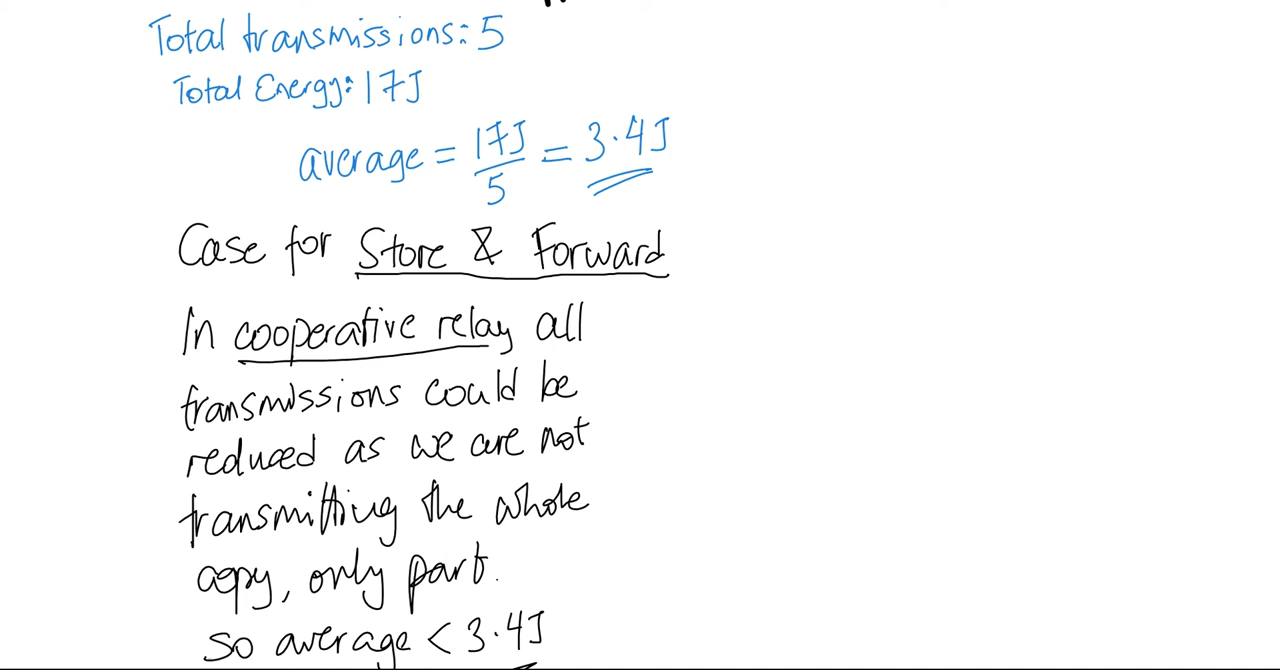 Total transmissions: 5
Total Energy: 17J
average = 17J/5 = 3.4J
Case for Store & Forward
In cooperative relay all
transmissions could be
reduced as we are not
transmitting the whole
copy, only part.
so average < 3.4J